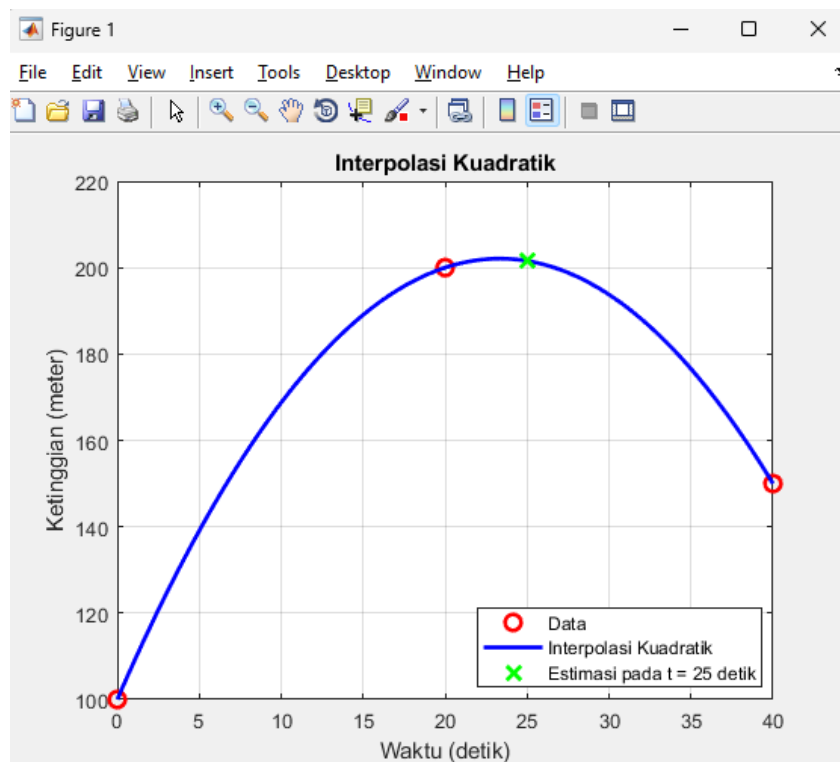 Figure 1
File Edit View Insert Tools Desktop Window Help
Interpolasi Kuadratik
220
200
180
160
140
120
100
Ketinggian (meter)
0 5 10 15 20 25 30 35 40
Waktu (detik)
Data
Interpolasi Kuadratik
Estimasi pada t = 25 detik